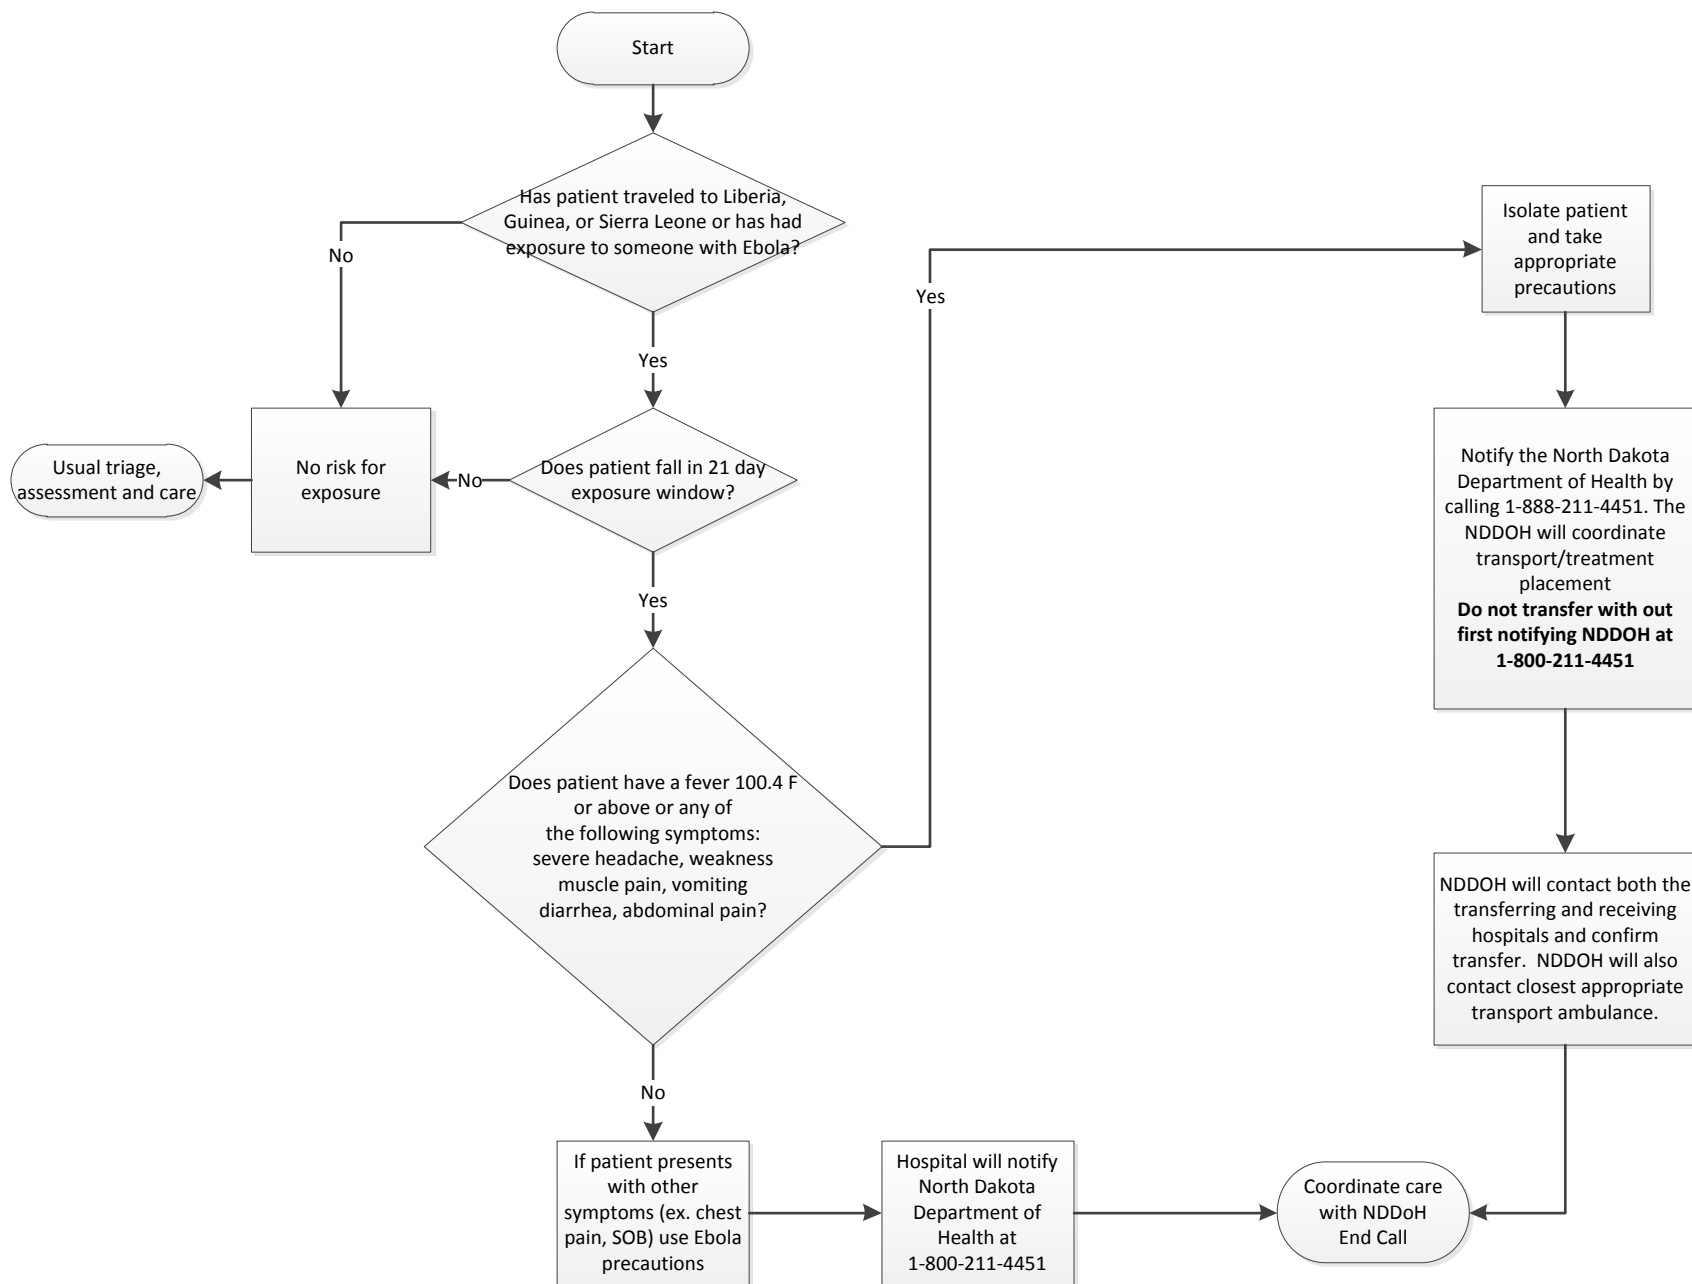 Start
Has patient traveled to Liberia,
Guinea, or Sierra Leone or has had
exposure to someone with Ebola?
No
Yes
Does patient fall in 21 day
exposure window?
No
No risk for
exposure
Usual triage,
assessment and care
Yes
Does patient have a fever 100.4 F
or above or any of
the following symptoms:
severe headache, weakness
muscle pain, vomiting
diarrhea, abdominal pain?
Yes
Isolate patient
and take
appropriate
precautions
Notify the North Dakota
Department of Health by
calling 1-888-211-4451. The
NDDOH will coordinate
transport/treatment
placement
Do not transfer with out
first notifying NDDOH at
1-800-211-4451
NDDOH will contact both the
transferring and receiving
hospitals and confirm
transfer.  NDDOH will also
contact closest appropriate
transport ambulance.
No
If patient presents
with other
symptoms (ex. chest
pain, SOB) use Ebola
precautions
Hospital will notify
North Dakota
Department of
Health at
1-800-211-4451
Coordinate care
with NDDoH
End Call